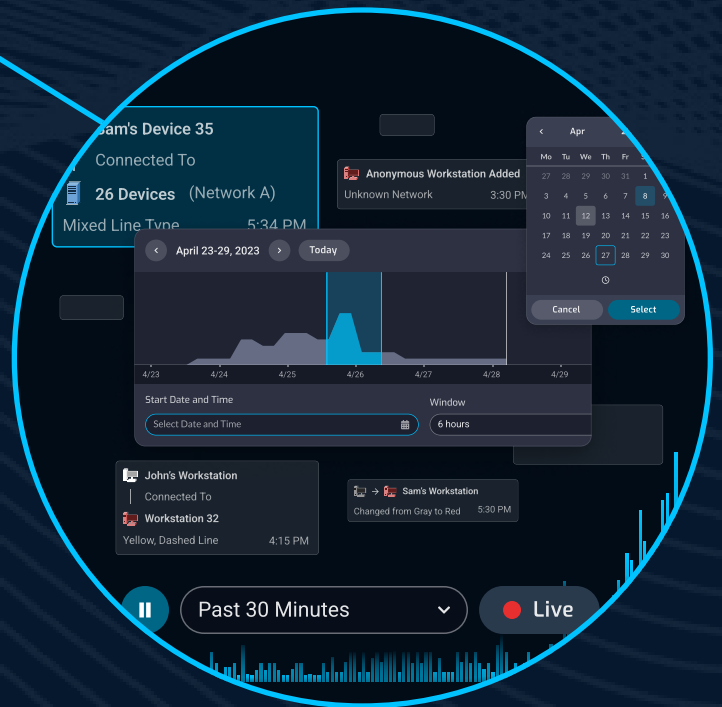 Sam's Device 35
Connected To
26 Devices (Network A)
Mixed Line Type 5:34 PM
Anonymous Workstation Added
Unknown Network 3:30 PM
Apr
Mo Tu We Th Fr
27 28 29 30 31 1
3 4 5 6 7 8 9
10 11 12 13 14 15 16
17 18 19 20 21 22 23
24 25 26 27 28 29 30
Cancel Select
April 23-29, 2023 Today
4/23 4/24 4/25 4/26 4/27 4/28 4/29
Start Date and Time Window
Select Date and Time 6 hours
John's Workstation
Connected To
Workstation 32
Yellow, Dashed Line 4:15 PM
Sam's Workstation
Changed from Gray to Red 5:30 PM
Past 30 Minutes Live